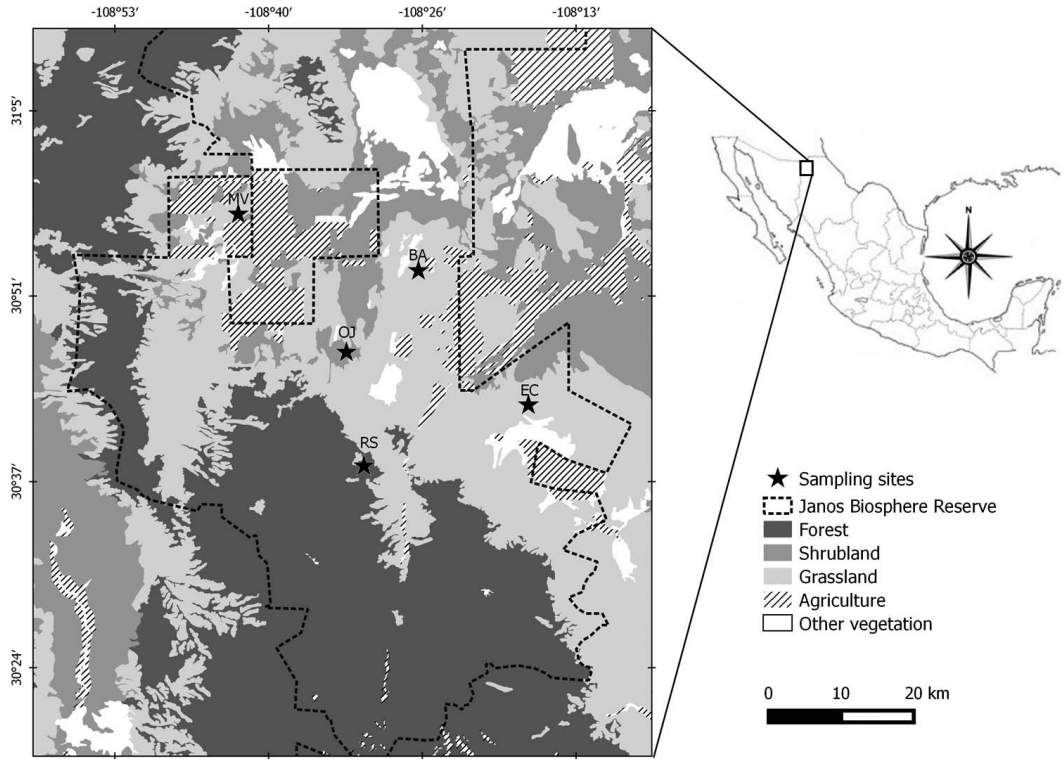 -108°53′ -108°40′ -108°26′ -108°13′
31°5′
30°51′
30°37′
30°24′
MV
BA
OJ
EC
RS
N
Sampling sites
Janos Biosphere Reserve
Forest
Shrubland
Grassland
Agriculture
Other vegetation
0 10 20 km